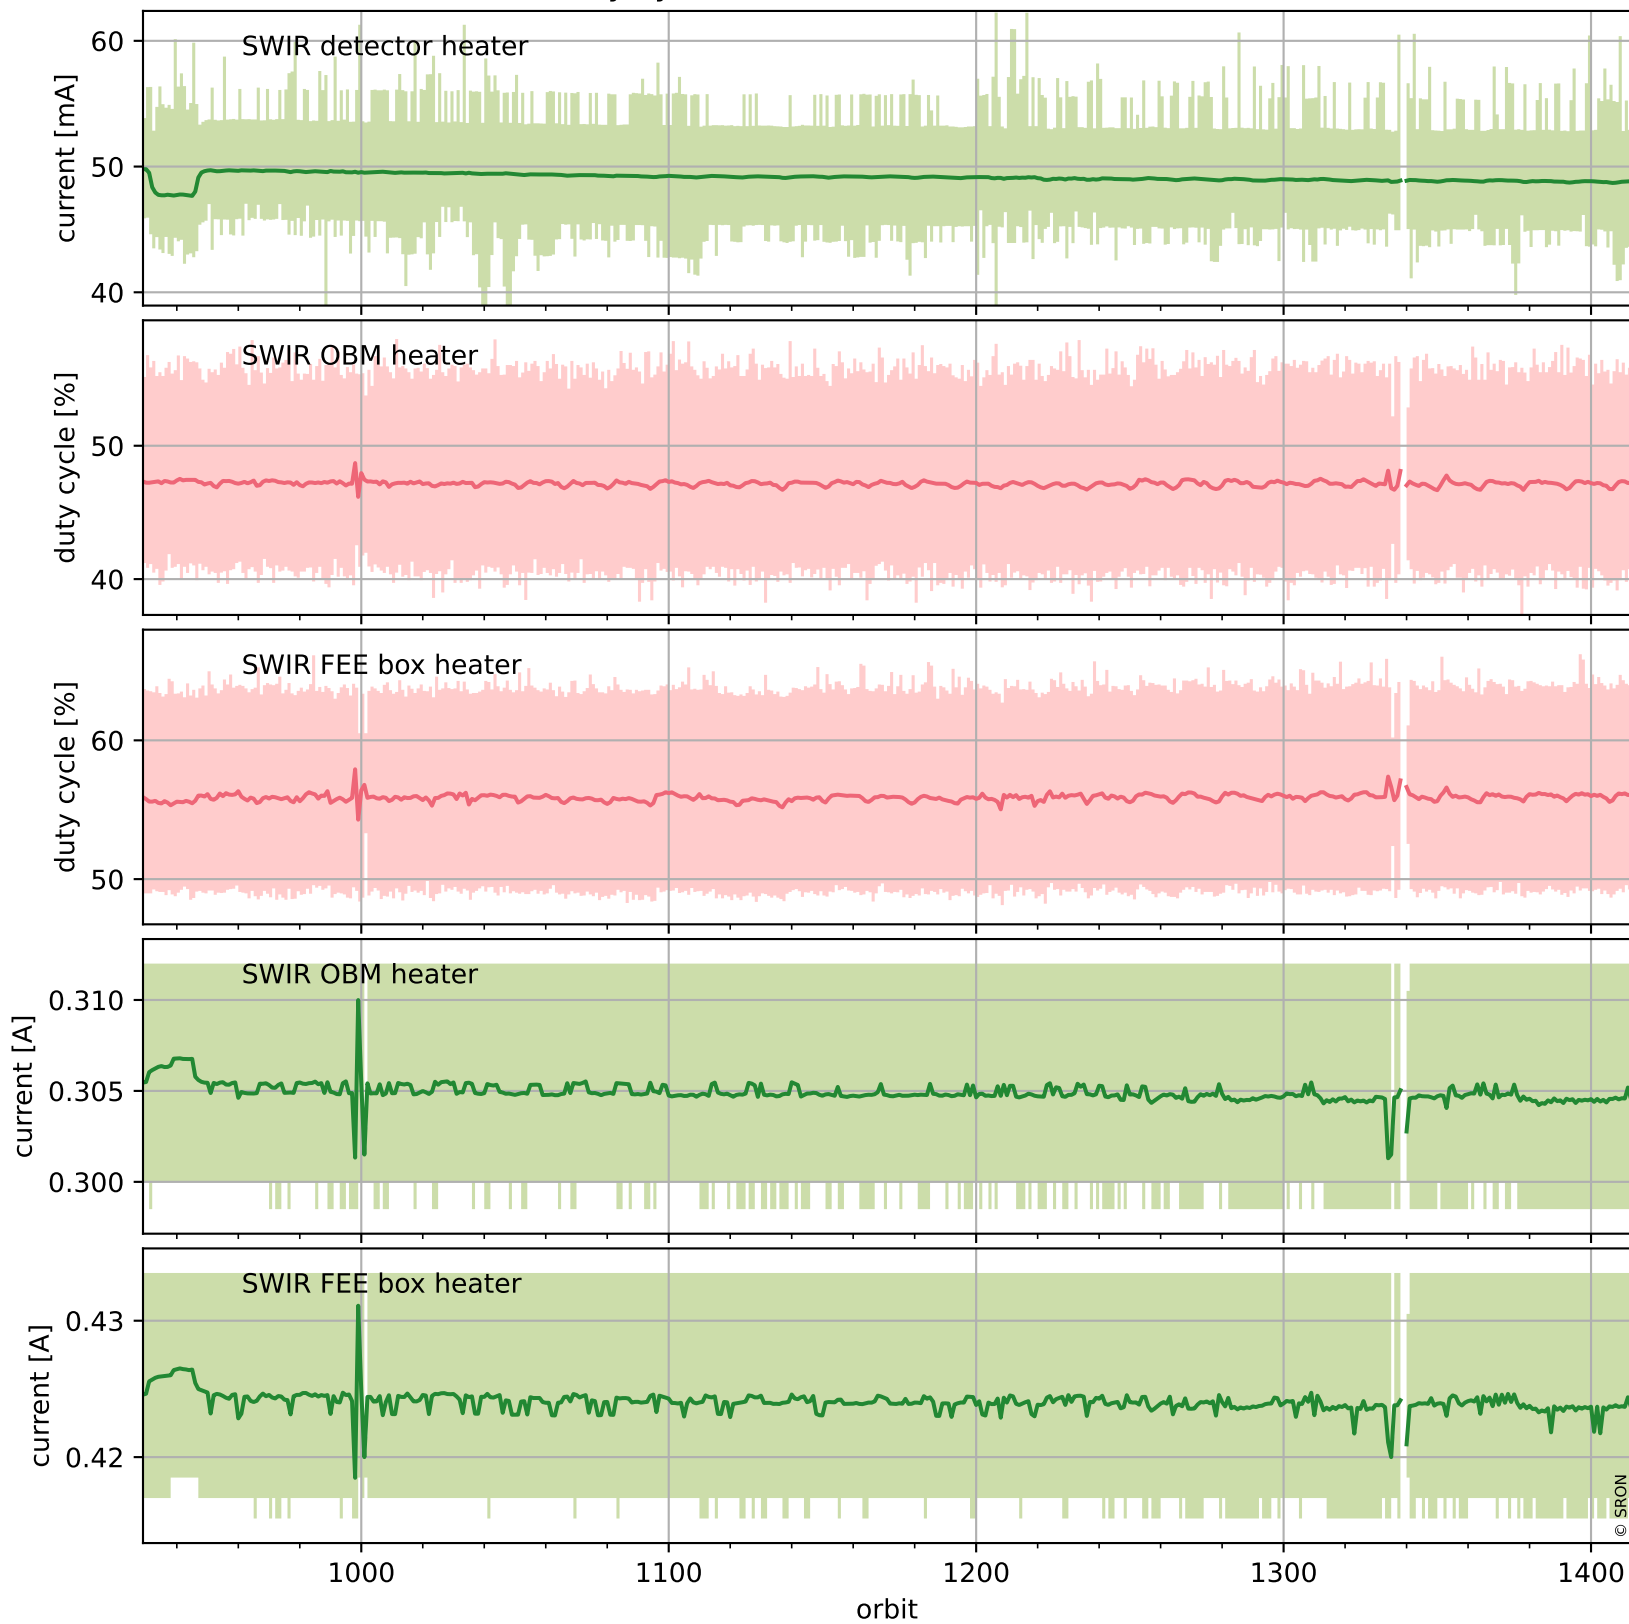 SWIR detector heater
current [mA]
60
50
40
SWIR OBM heater
duty cycle [%]
50
40
SWIR FEE box heater
duty cycle [%]
60
50
SWIR OBM heater
current [A]
0.310
0.305
0.300
SWIR FEE box heater
current [A]
0.43
0.42
© SRON
1000
1100
1200
1300
1400
orbit